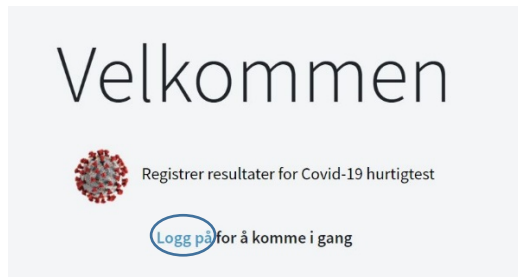 Velkommen
Registrer resultater for Covid-19 hurtigtest
Logg på for å komme i gang